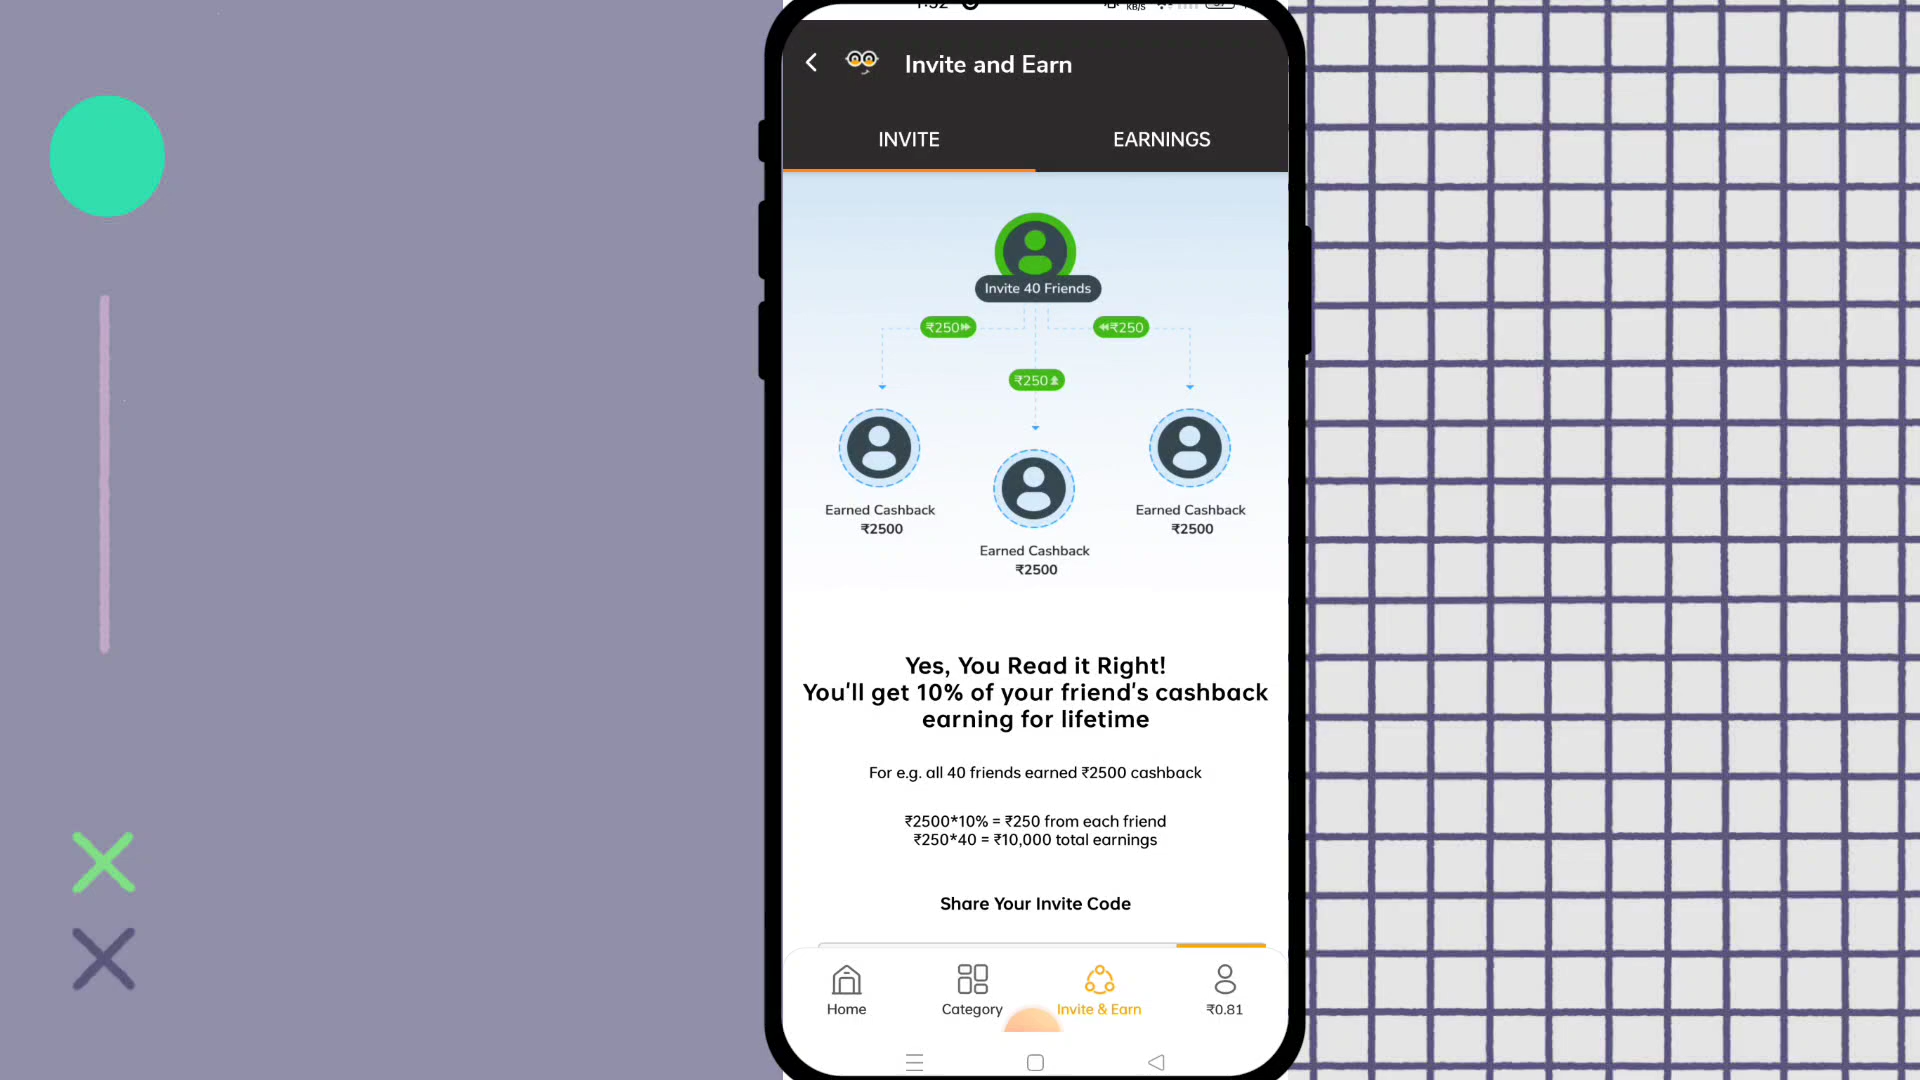 KB/S
Invite and Earn
INVITE
EARNINGS
Invite 40 Friends
₹250
₹250
₹250
Earned Cashback
₹2500
Earned Cashback
₹2500
Earned Cashback
₹2500
Yes, You Read it Right!
You'll get 10% of your friend's cashback
earning for lifetime
For e.g. all 40 friends earned ₹2500 cashback
₹2500*10% = ₹250 from each friend
₹250*40 = ₹10,000 total earnings
Share Your Invite Code
Home
Category
Invite & Earn
₹0.81